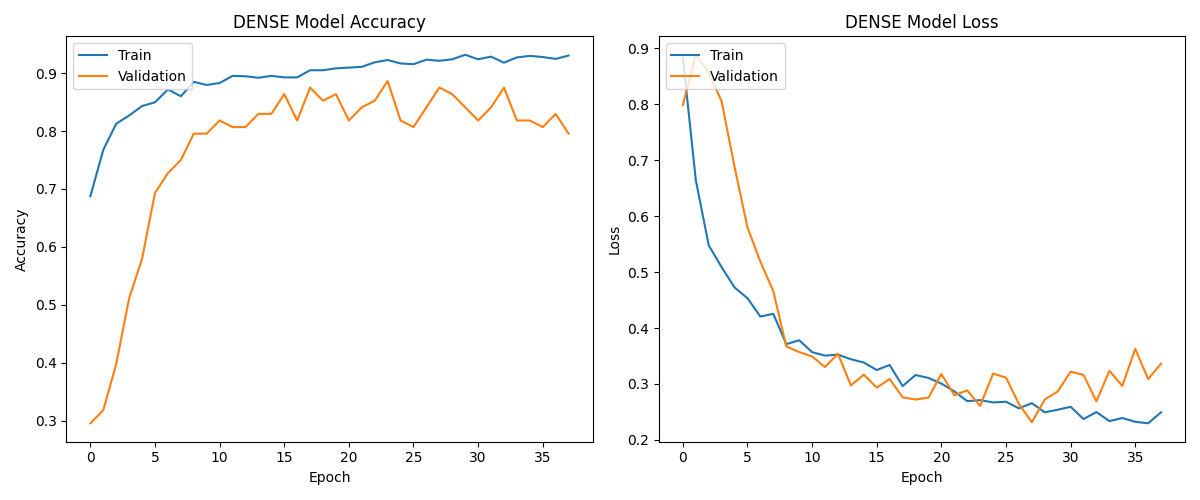 DENSE Model Accuracy
Train
Validation
0.9
0.8
0.7
0.6
0.5
0.4
0.3
Accuracy
0 5 10 15 20 25 30 35
Epoch
DENSE Model Loss
Train
Validation
0.9
0.8
0.7
0.6
0.5
0.4
0.3
0.2
Loss
0 5 10 15 20 25 30 35
Epoch